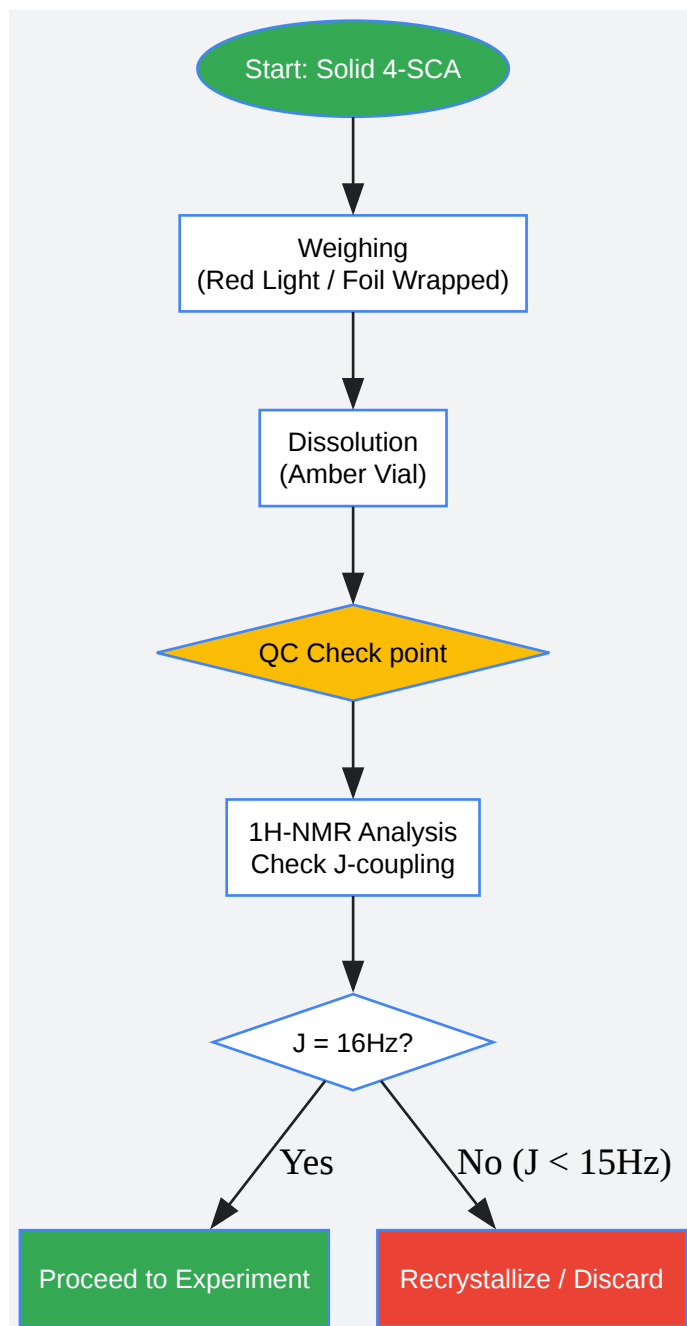 Start: Solid 4-SCA
Weighing
(Red Light / Foil Wrapped)
Dissolution
(Amber Vial)
QC Check point
1H-NMR Analysis
Check J-coupling
J = 16Hz?
Yes
No (J < 15Hz)
Proceed to Experiment
Recrystallize / Discard